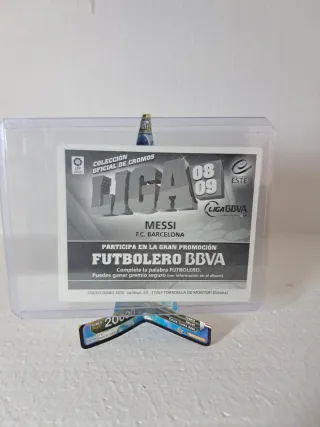 COLECCIÓN
OFICIAL DE CROMOS
LIGA
08
09
ESTE
LIGA BBVA
MESSI
F.C. BARCELONA
PARTICIPA EN LA GRAN PROMOCIÓN
FUTBOLERO BBVA
Completa la palabra FUTBOLERO.
Puedes ganar premio seguro